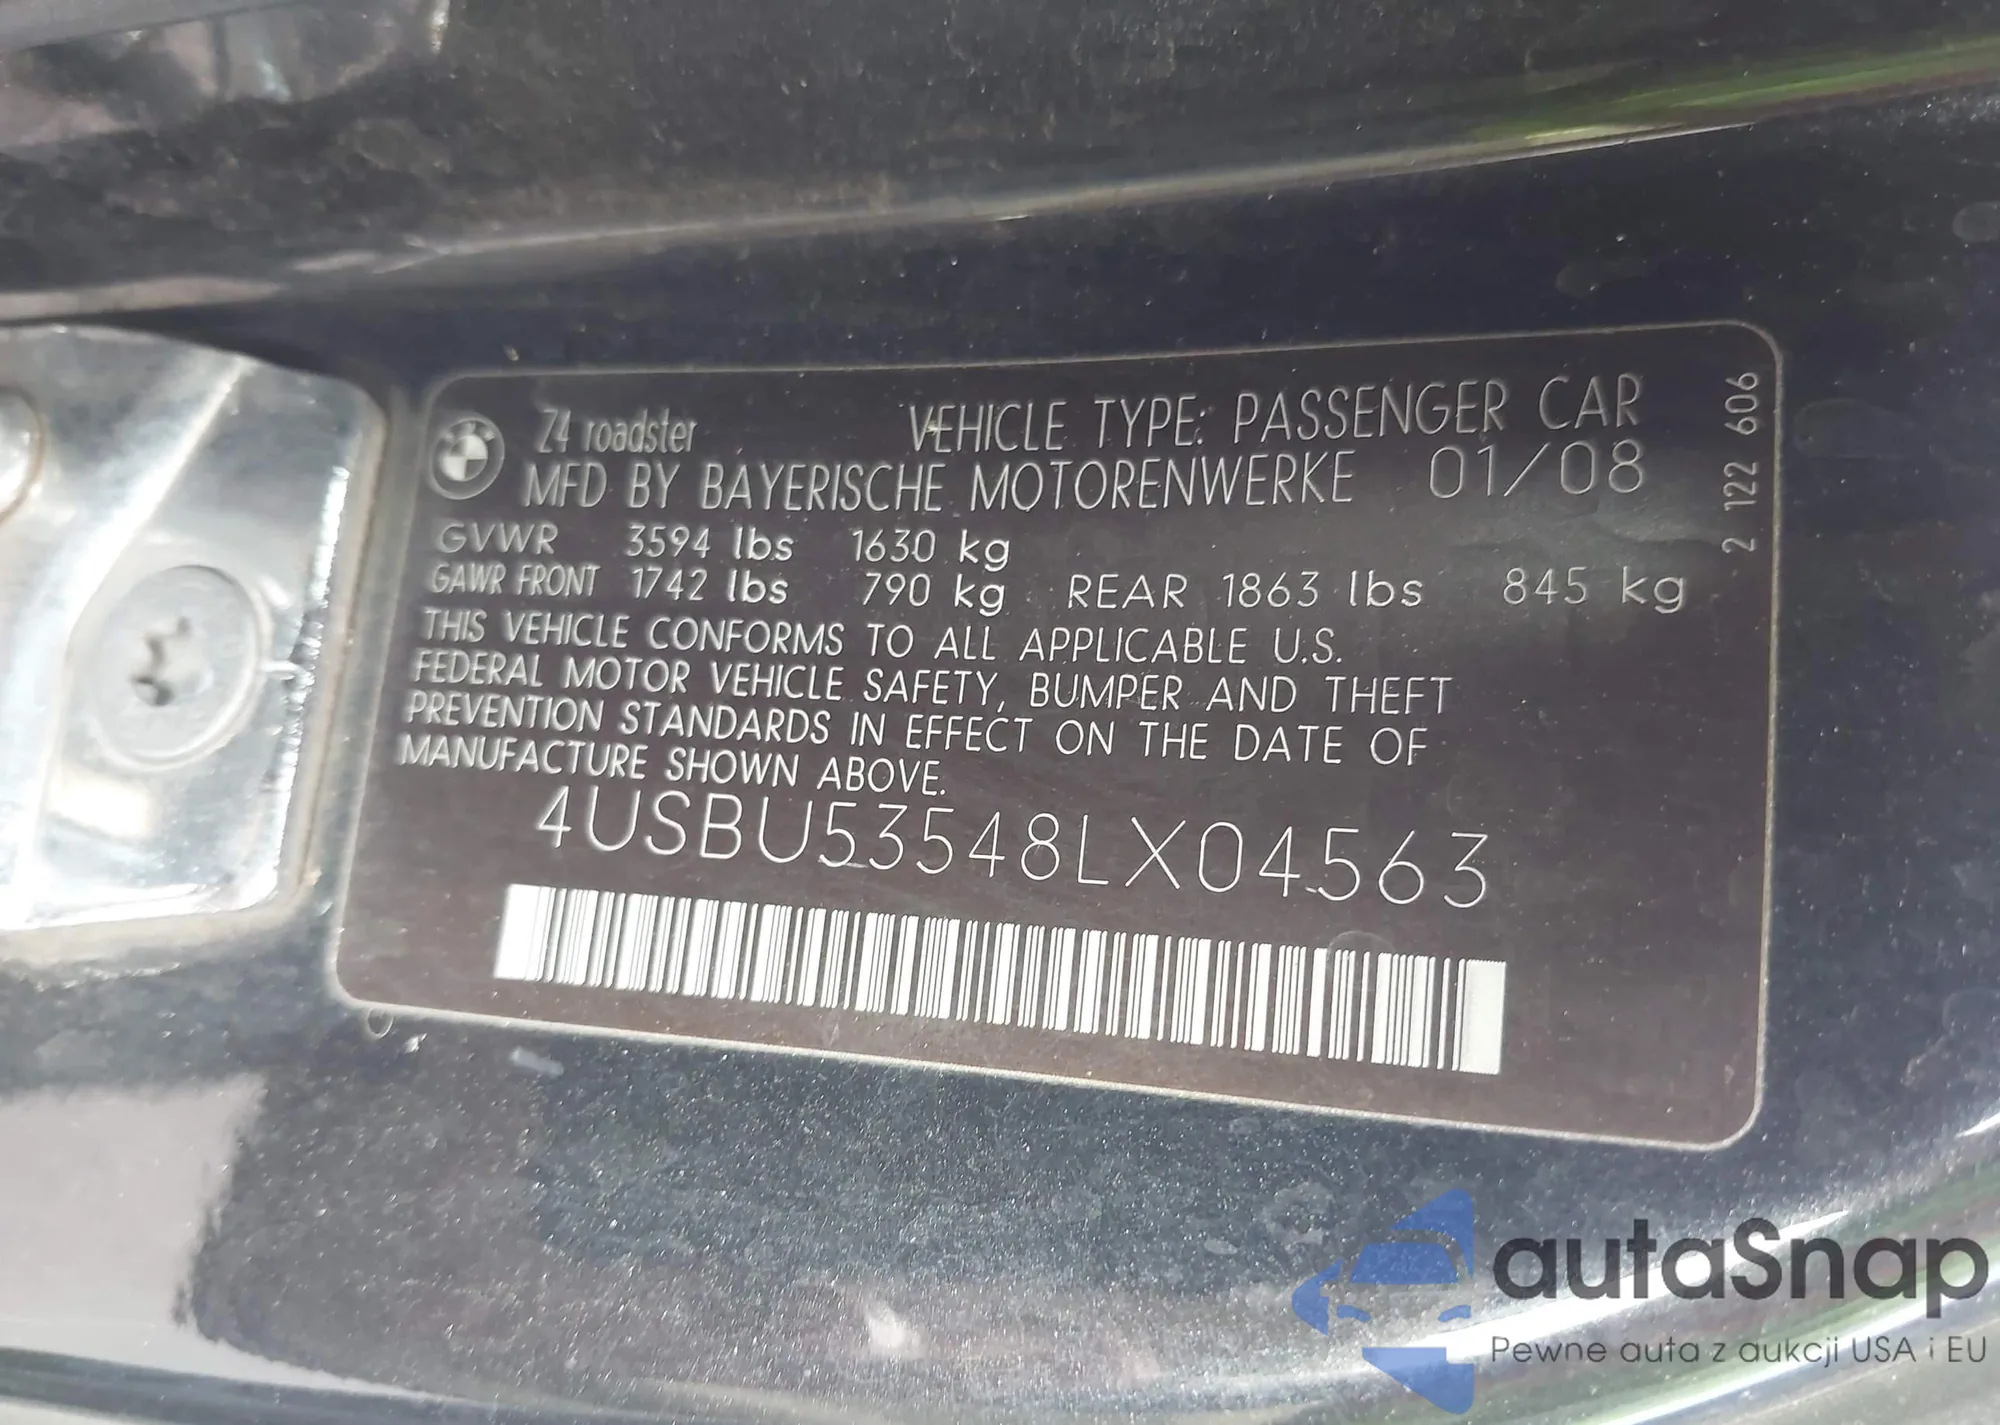 Z4 roadster VEHICLE TYPE: PASSENGER CAR
MFD BY BAYERISCHE MOTORENWERKE 01/08
GVWR 3594 lbs 1630 kg
GAWR FRONT 1742 lbs 790 kg REAR 1863 lbs 845 kg
THIS VEHICLE CONFORMS TO ALL APPLICABLE U.S.
FEDERAL MOTOR VEHICLE SAFETY, BUMPER AND THEFT
PREVENTION STANDARDS IN EFFECT ON THE DATE OF
MANUFACTURE SHOWN ABOVE.
4USBU53548LX04563
2 122 606
autaSnap
Pewne auta z aukcji USA i EU